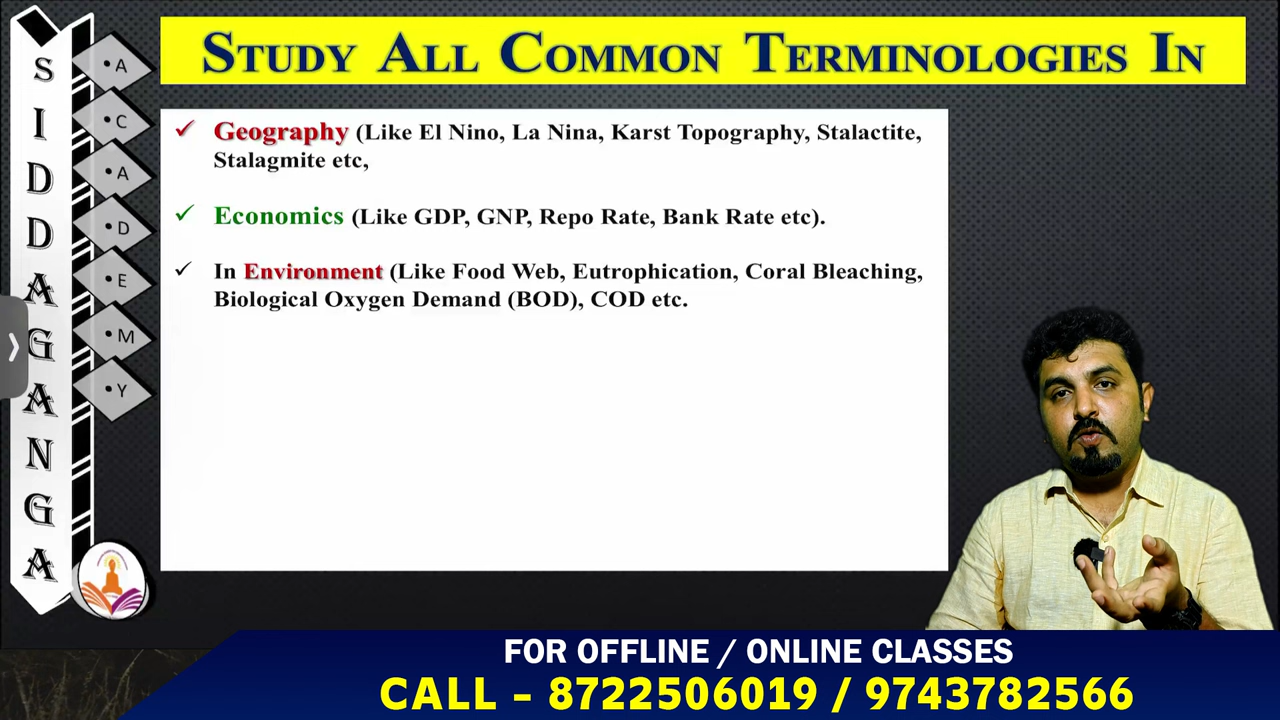 STUDY ALL COMMON TERMINOLOGIES IN
SIDDAGANGA
• A
• C
• A
• D
• E
• M
• Y
✓ Geography (Like El Nino, La Nina, Karst Topography, Stalactite,
Stalagmite etc,
✓ Economics (Like GDP, GNP, Repo Rate, Bank Rate etc).
✓ In Environment (Like Food Web, Eutrophication, Coral Bleaching,
Biological Oxygen Demand (BOD), COD etc.
FOR OFFLINE / ONLINE CLASSES
CALL – 8722506019 / 9743782566